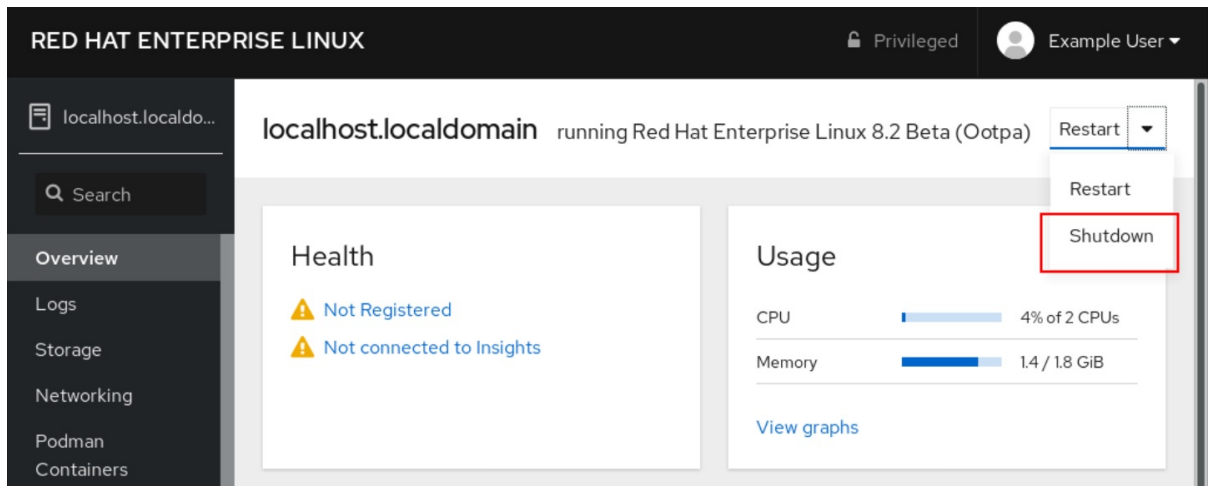 RED HAT ENTERPRISE LINUX
Privileged
Example User
localhost.localdo...
localhost.localdomain running Red Hat Enterprise Linux 8.2 Beta (Ootpa)
Restart
Restart
Shutdown
Search
Overview
Logs
Storage
Networking
Podman
Containers
Health
Not Registered
Not connected to Insights
Usage
CPU 4% of 2 CPUs
Memory 1.4 / 1.8 GiB
View graphs